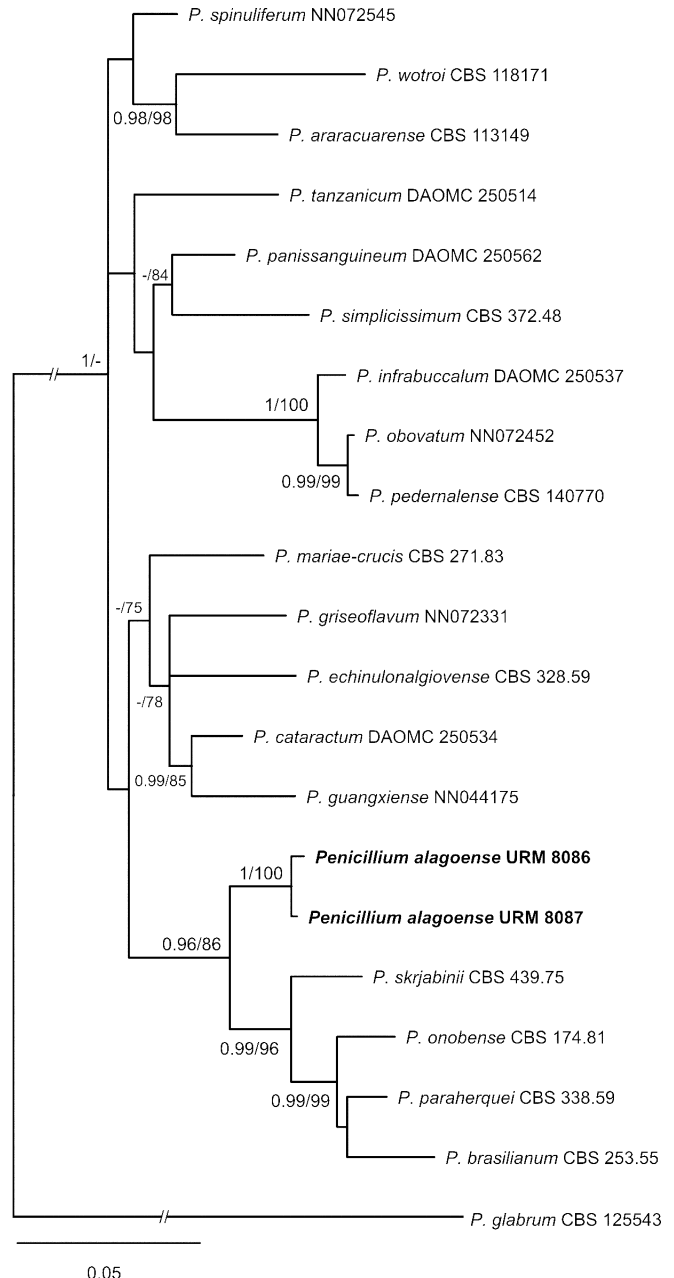 P. spinuliferum NN072545
P. wotroi CBS 118171
0.98/98
P. araracuarense CBS 113149
P. tanzanicum DAOMC 250514
P. panissanguineum DAOMC 250562
-/84
P. simplicissimum CBS 372.48
1/-
P. infrabuccalum DAOMC 250537
1/100
P. obovatum NN072452
0.99/99
P. pedernalense CBS 140770
P. mariae-crucis CBS 271.83
-/75
P. griseoflavum NN072331
P. echinulonalgiovense CBS 328.59
-/78
P. cataractum DAOMC 250534
0.99/85
P. guangxiense NN044175
Penicillium alagoense URM 8086
1/100
Penicillium alagoense URM 8087
0.96/86
P. skrjabinii CBS 439.75
P. onobense CBS 174.81
0.99/96
P. paraherquei CBS 338.59
0.99/99
P. brasilianum CBS 253.55
P. glabrum CBS 125543
0.05